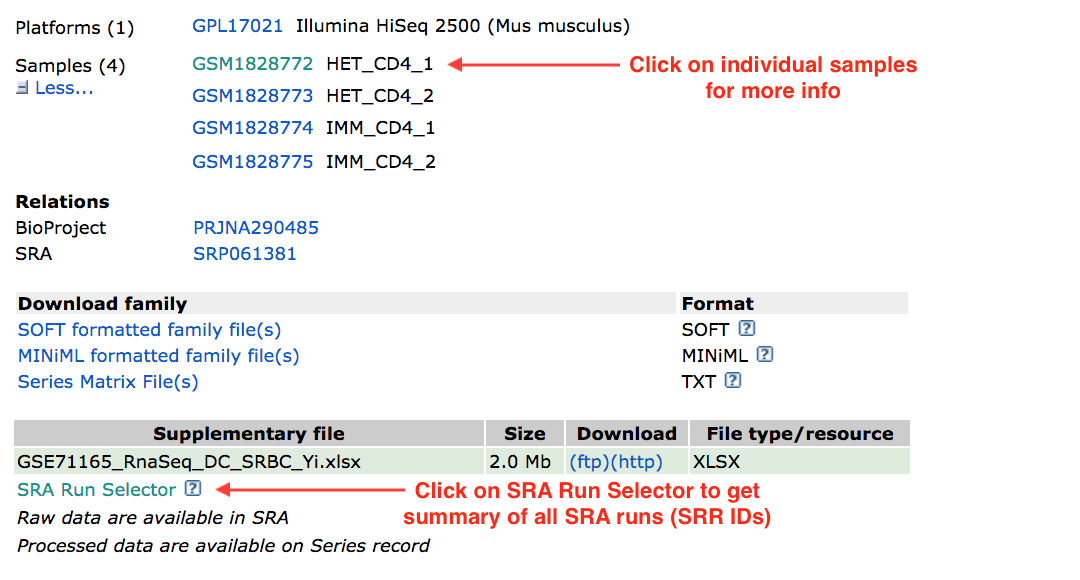 Platforms (1) GPL17021 Illumina HiSeq 2500 (Mus musculus)
Samples (4) GSM1828772 HET_CD4_1 Click on individual samples
Less... for more info
GSM1828773 HET_CD4_2
GSM1828774 IMM_CD4_1
GSM1828775 IMM_CD4_2
Relations
BioProject PRJNA290485
SRA SRP061381
Download family Format
SOFT formatted family file(s) SOFT ?
MINiML formatted family file(s) MINiML ?
Series Matrix File(s) TXT ?
Supplementary file Size Download File type/resource
GSE71165_RnaSeq_DC_SRBC_Yi.xlsx 2.0 Mb (ftp)(http) XLSX
SRA Run Selector ? Click on SRA Run Selector to get
summary of all SRA runs (SRR IDs)
Raw data are available in SRA
Processed data are available on Series record